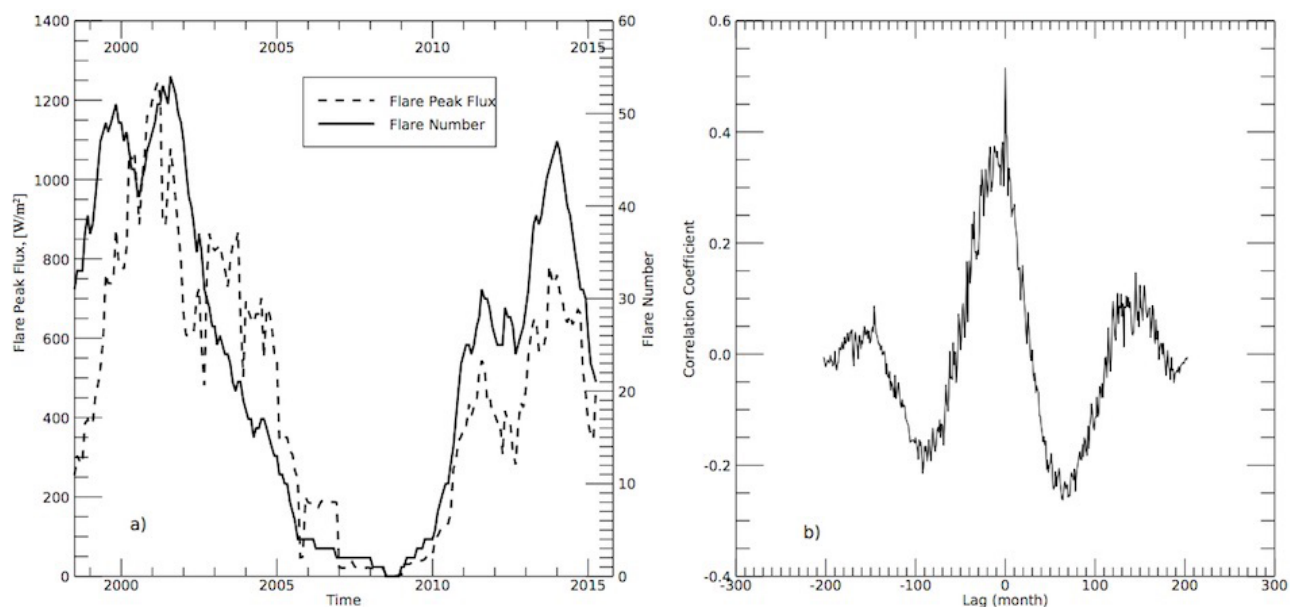 1400
1200
1000
800
600
400
200
0
Flare Peak Flux, [W/m²]
2000 2005 2010 2015
Flare Peak Flux
Flare Number
a)
2000 2005 2010 2015
Time
60
50
40
30
20
10
0
Flare Number
0.6
0.4
0.2
0.0
-0.2
-0.4
Correlation Coefficient
b)
-300 -200 -100 0 100 200 300
Lag (month)